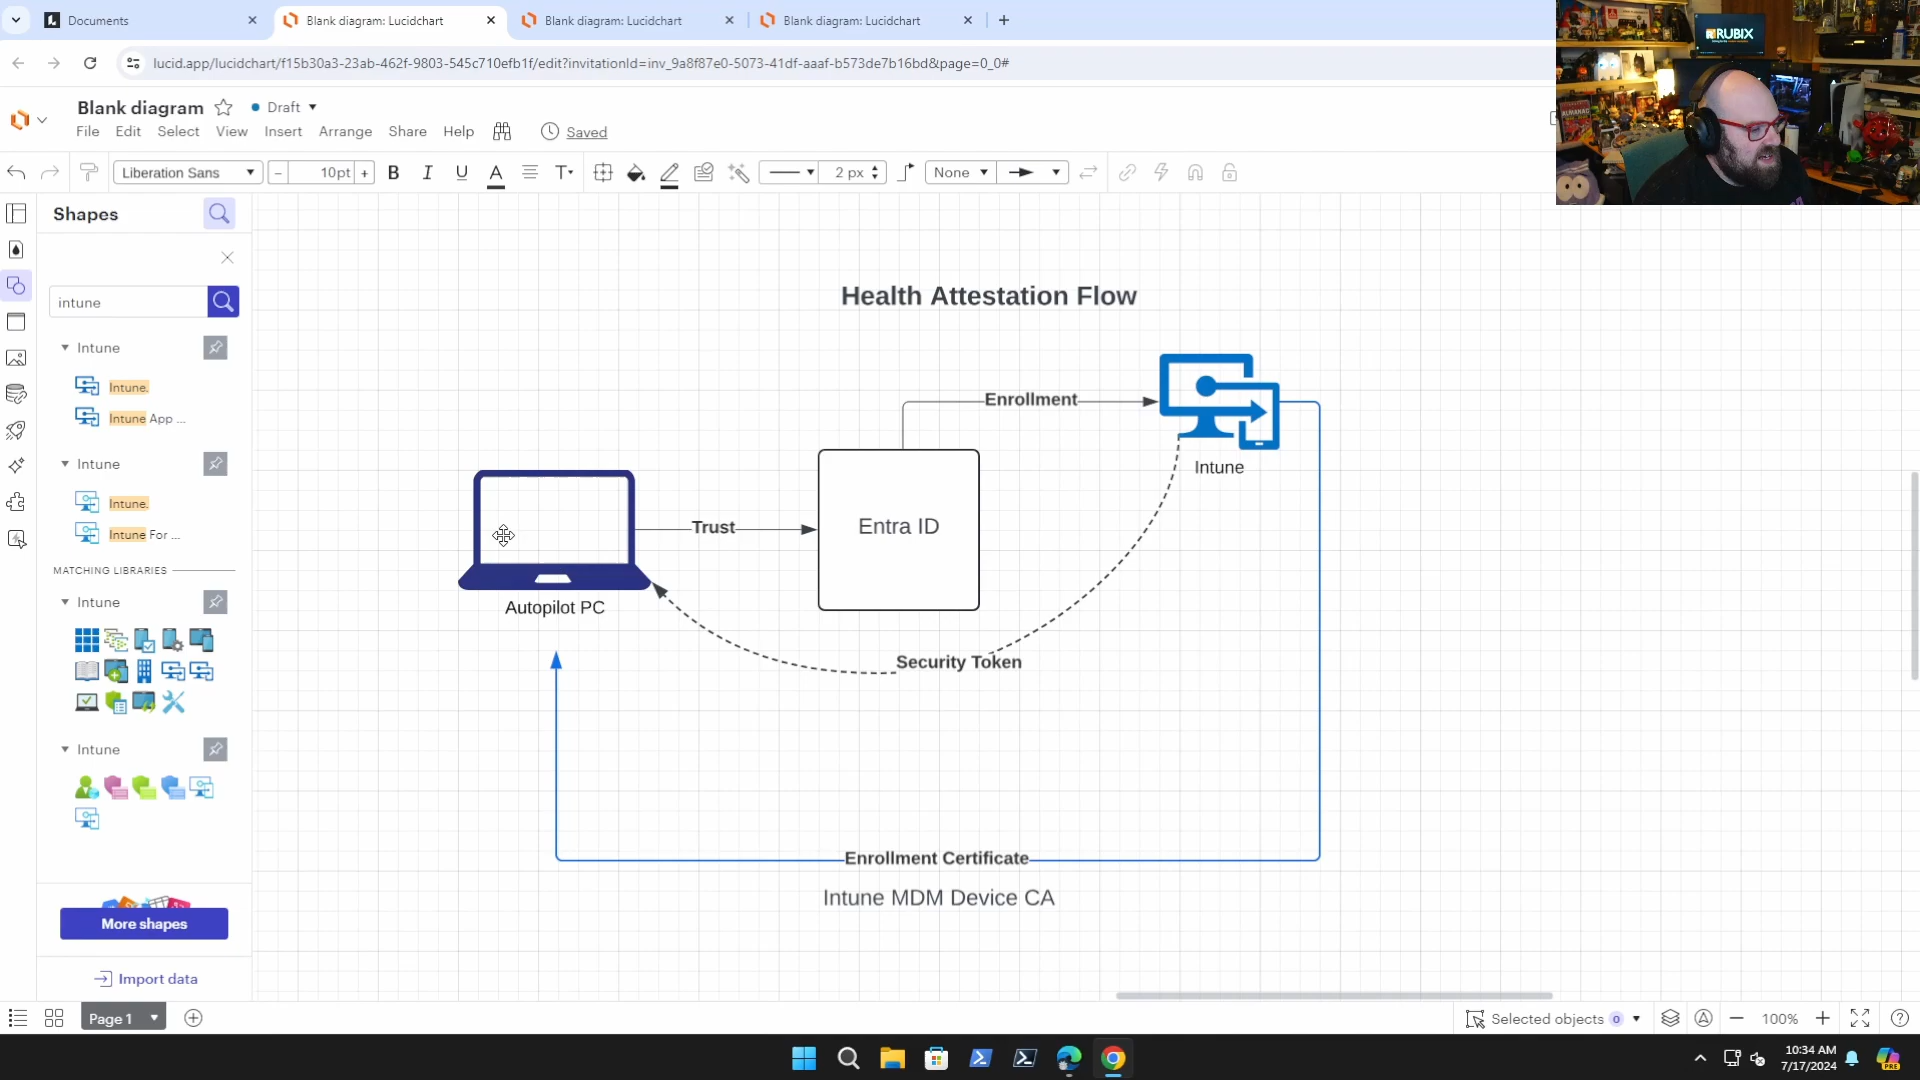 Documents
Blank diagram: Lucidchart
Blank diagram: Lucidchart
Blank diagram: Lucidchart
lucid.app/lucidchart/f15b30a3-23ab-462f-9803-545c710efb1f/edit?invitationId=inv_9a8f87e0-5073-41df-aaaf-b573de7b16bd&page=0_0#
RUBIX
Blank diagram
Draft
File Edit Select View Insert Arrange Share Help
Saved
Liberation Sans
10pt
B I U A T
2 px
None
Shapes
intune
Intune
Intune.
Intune App ...
Intune
Intune.
Intune For ...
MATCHING LIBRARIES
Intune
Intune
More shapes
Import data
Health Attestation Flow
Enrollment
Intune
Trust
Entra ID
Autopilot PC
Security Token
Enrollment Certificate
Intune MDM Device CA
Page 1
Selected objects 0
100%
10:34 AM
7/17/2024
PRE